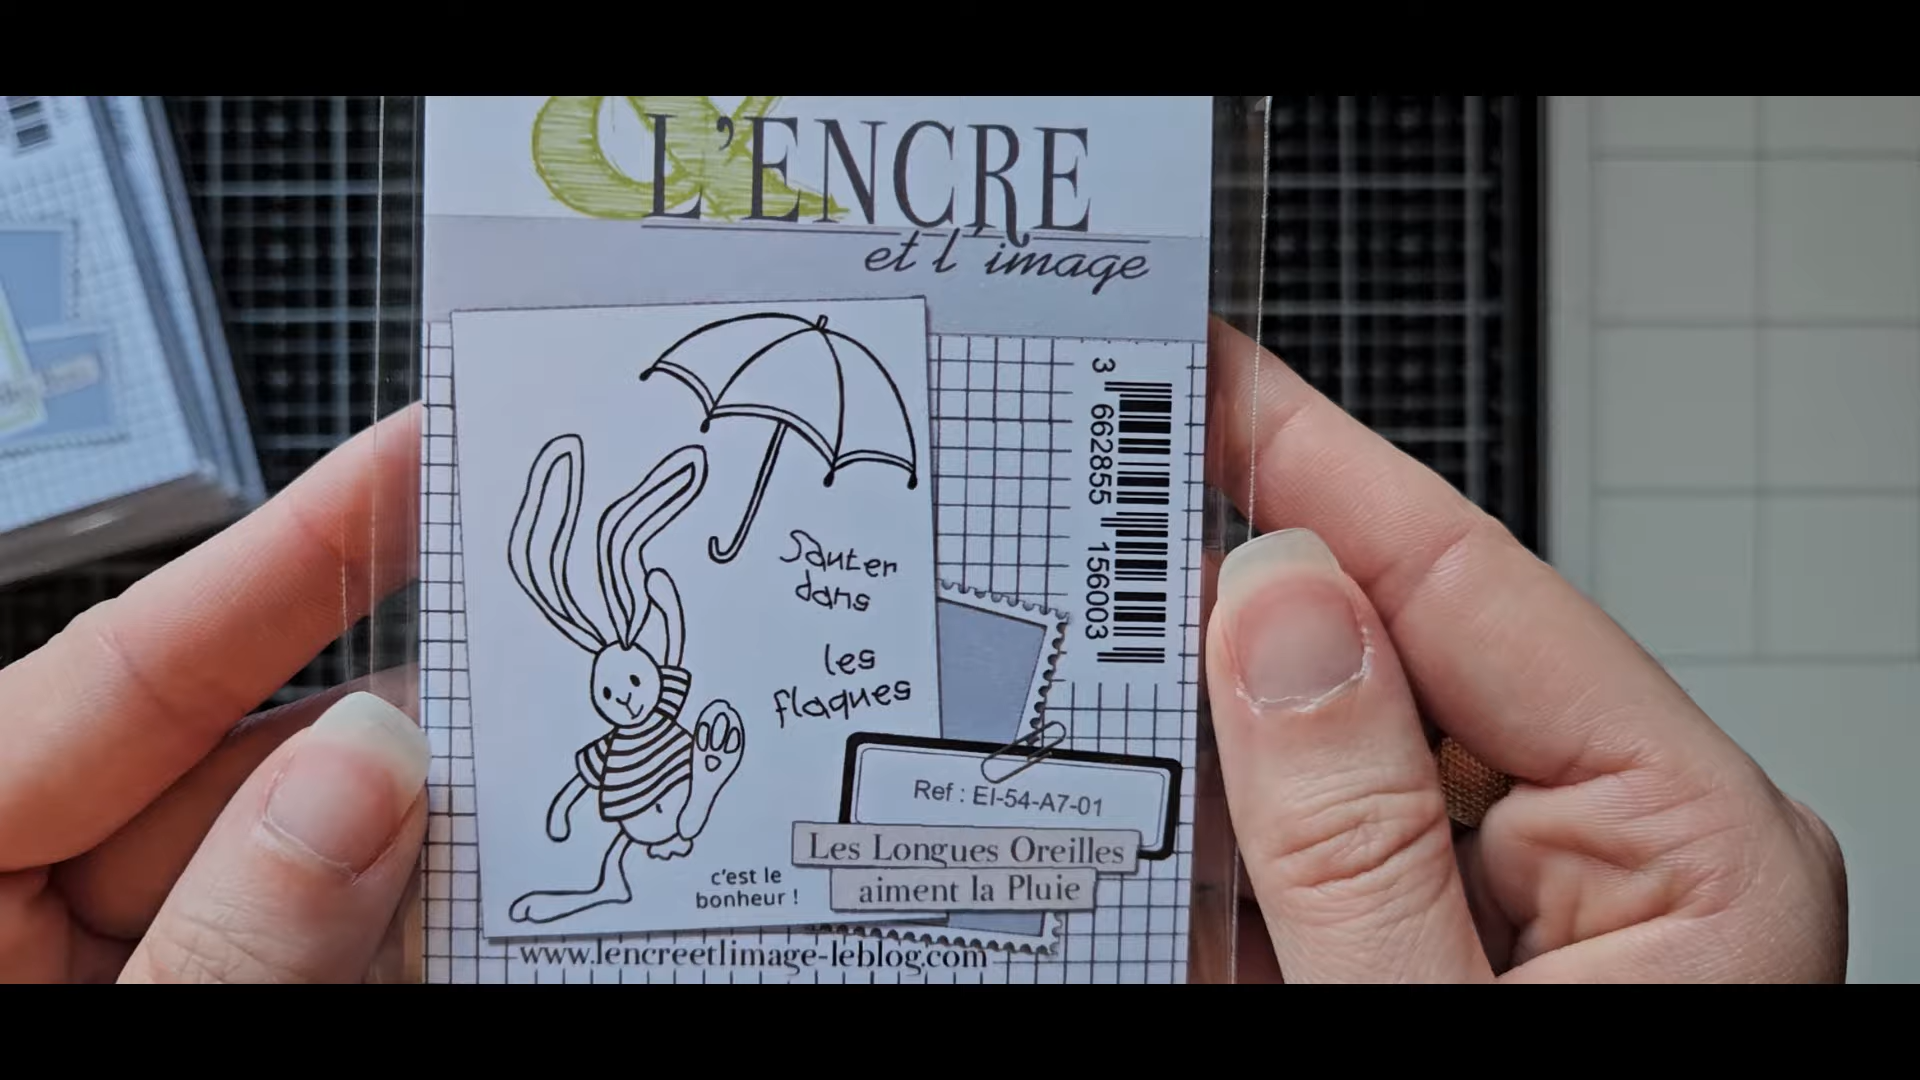 &
L'ENCRE
et l'image
3 662855 156003
Sauter
dans
les
flaques
Ref : EI-54-A7-01
Les Longues Oreilles
aiment la Pluie
c'est le
bonheur !
www.lencreetlimage-leblog.com